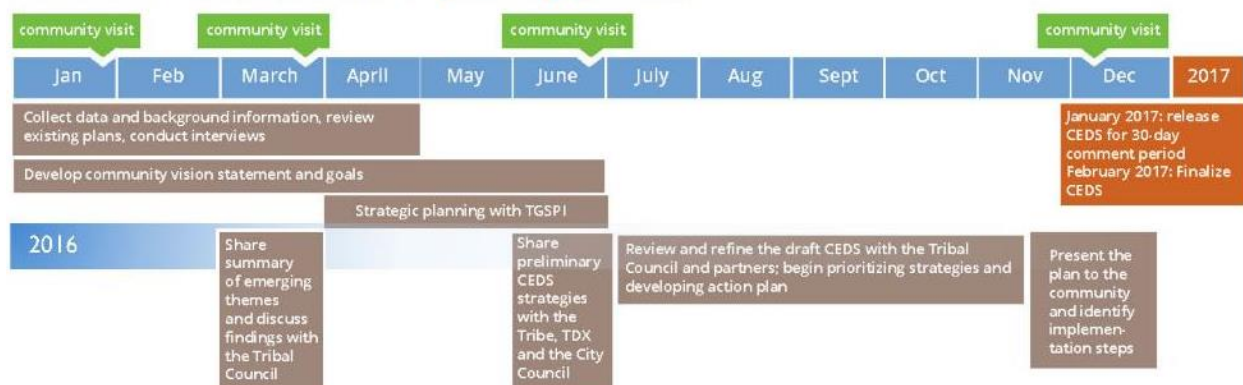 community visit
community visit
community visit
community visit
Jan
Feb
March
April
May
June
July
Aug
Sept
Oct
Nov
Dec
2017
Collect data and background information, review
existing plans, conduct interviews
January 2017: release
CEDS for 30-day
comment period
February 2017: Finalize
CEDS
Develop community vision statement and goals
Strategic planning with TGSPI
2016
Share
summary
of emerging
themes
and discuss
findings with
the Tribal
Council
Share
preliminary
CEDS
strategies
with the
Tribe, TDX
and the City
Council
Review and refine the draft CEDS with the Tribal
Council and partners; begin prioritizing strategies and
developing action plan
Present the
plan to the
community
and identify
implemen-
tation steps